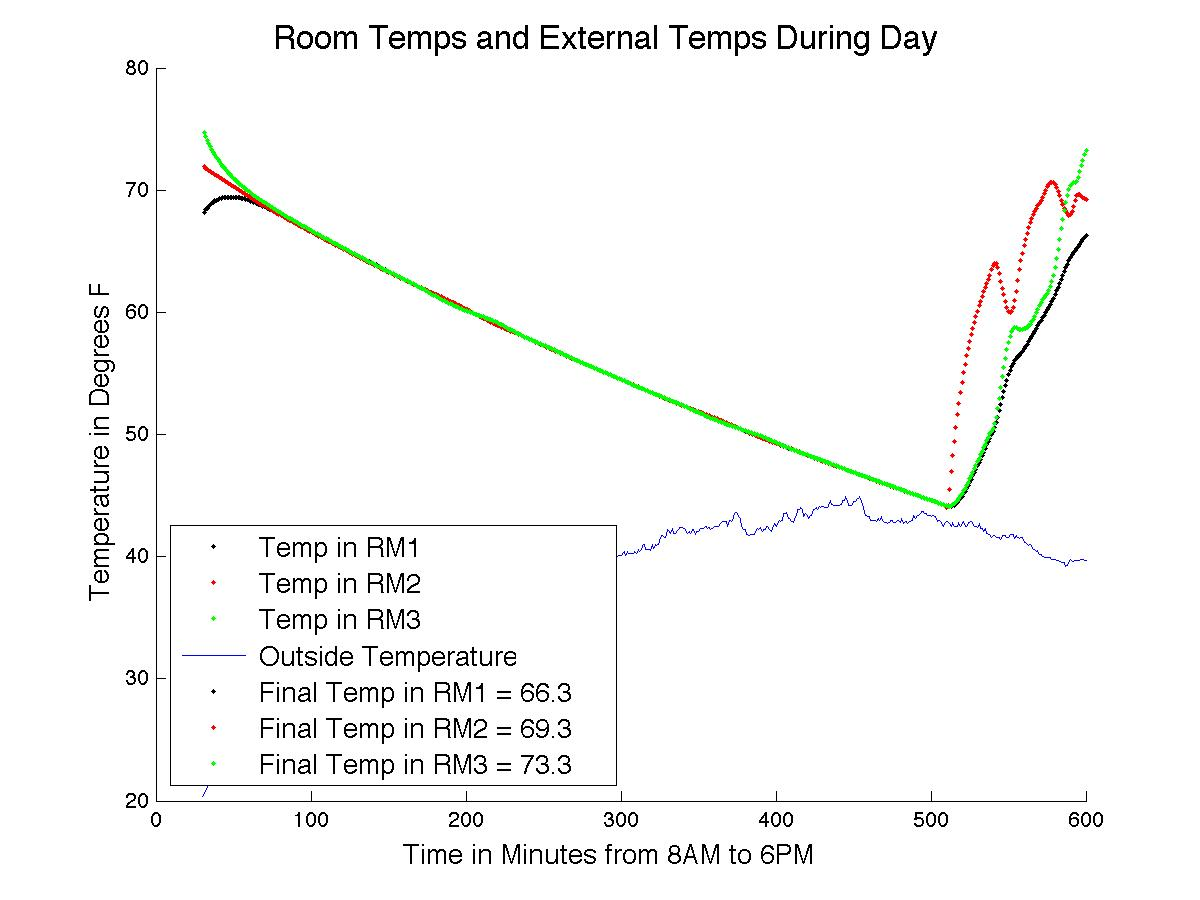 Room Temps and External Temps During Day
80
70
60
50
40
30
20
Temperature in Degrees F
Temp in RM1
Temp in RM2
Temp in RM3
Outside Temperature
Final Temp in RM1 = 66.3
Final Temp in RM2 = 69.3
Final Temp in RM3 = 73.3
0 100 200 300 400 500 600
Time in Minutes from 8AM to 6PM